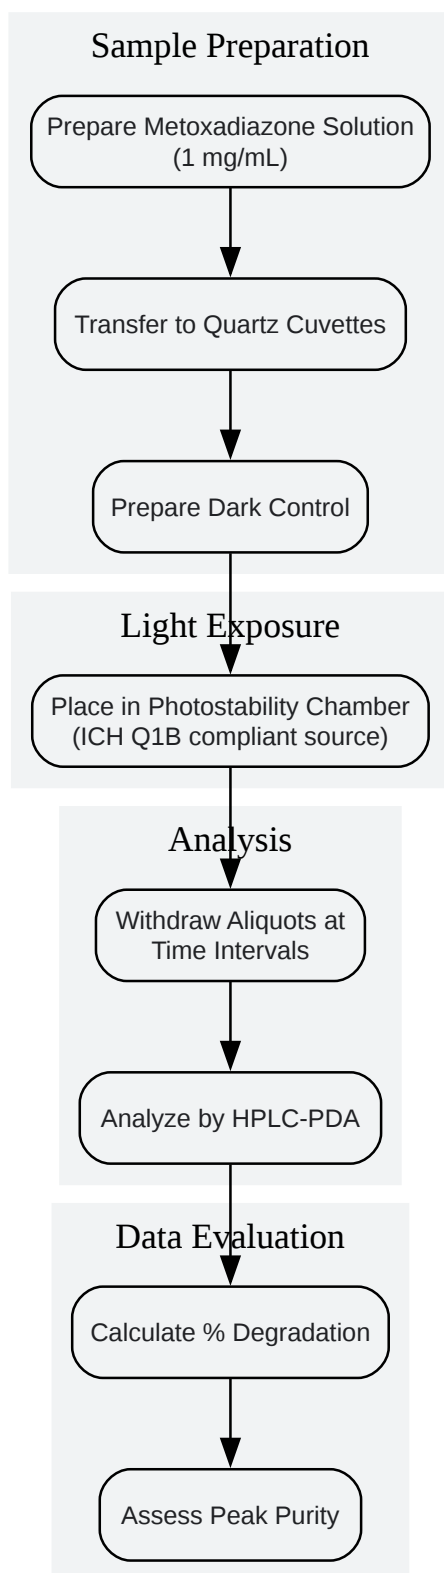 Sample Preparation
Prepare Metoxadiazone Solution
(1 mg/mL)
Transfer to Quartz Cuvettes
Prepare Dark Control
Light Exposure
Place in Photostability Chamber
(ICH Q1B compliant source)
Analysis
Withdraw Aliquots at
Time Intervals
Analyze by HPLC-PDA
Data Evaluation
Calculate % Degradation
Assess Peak Purity